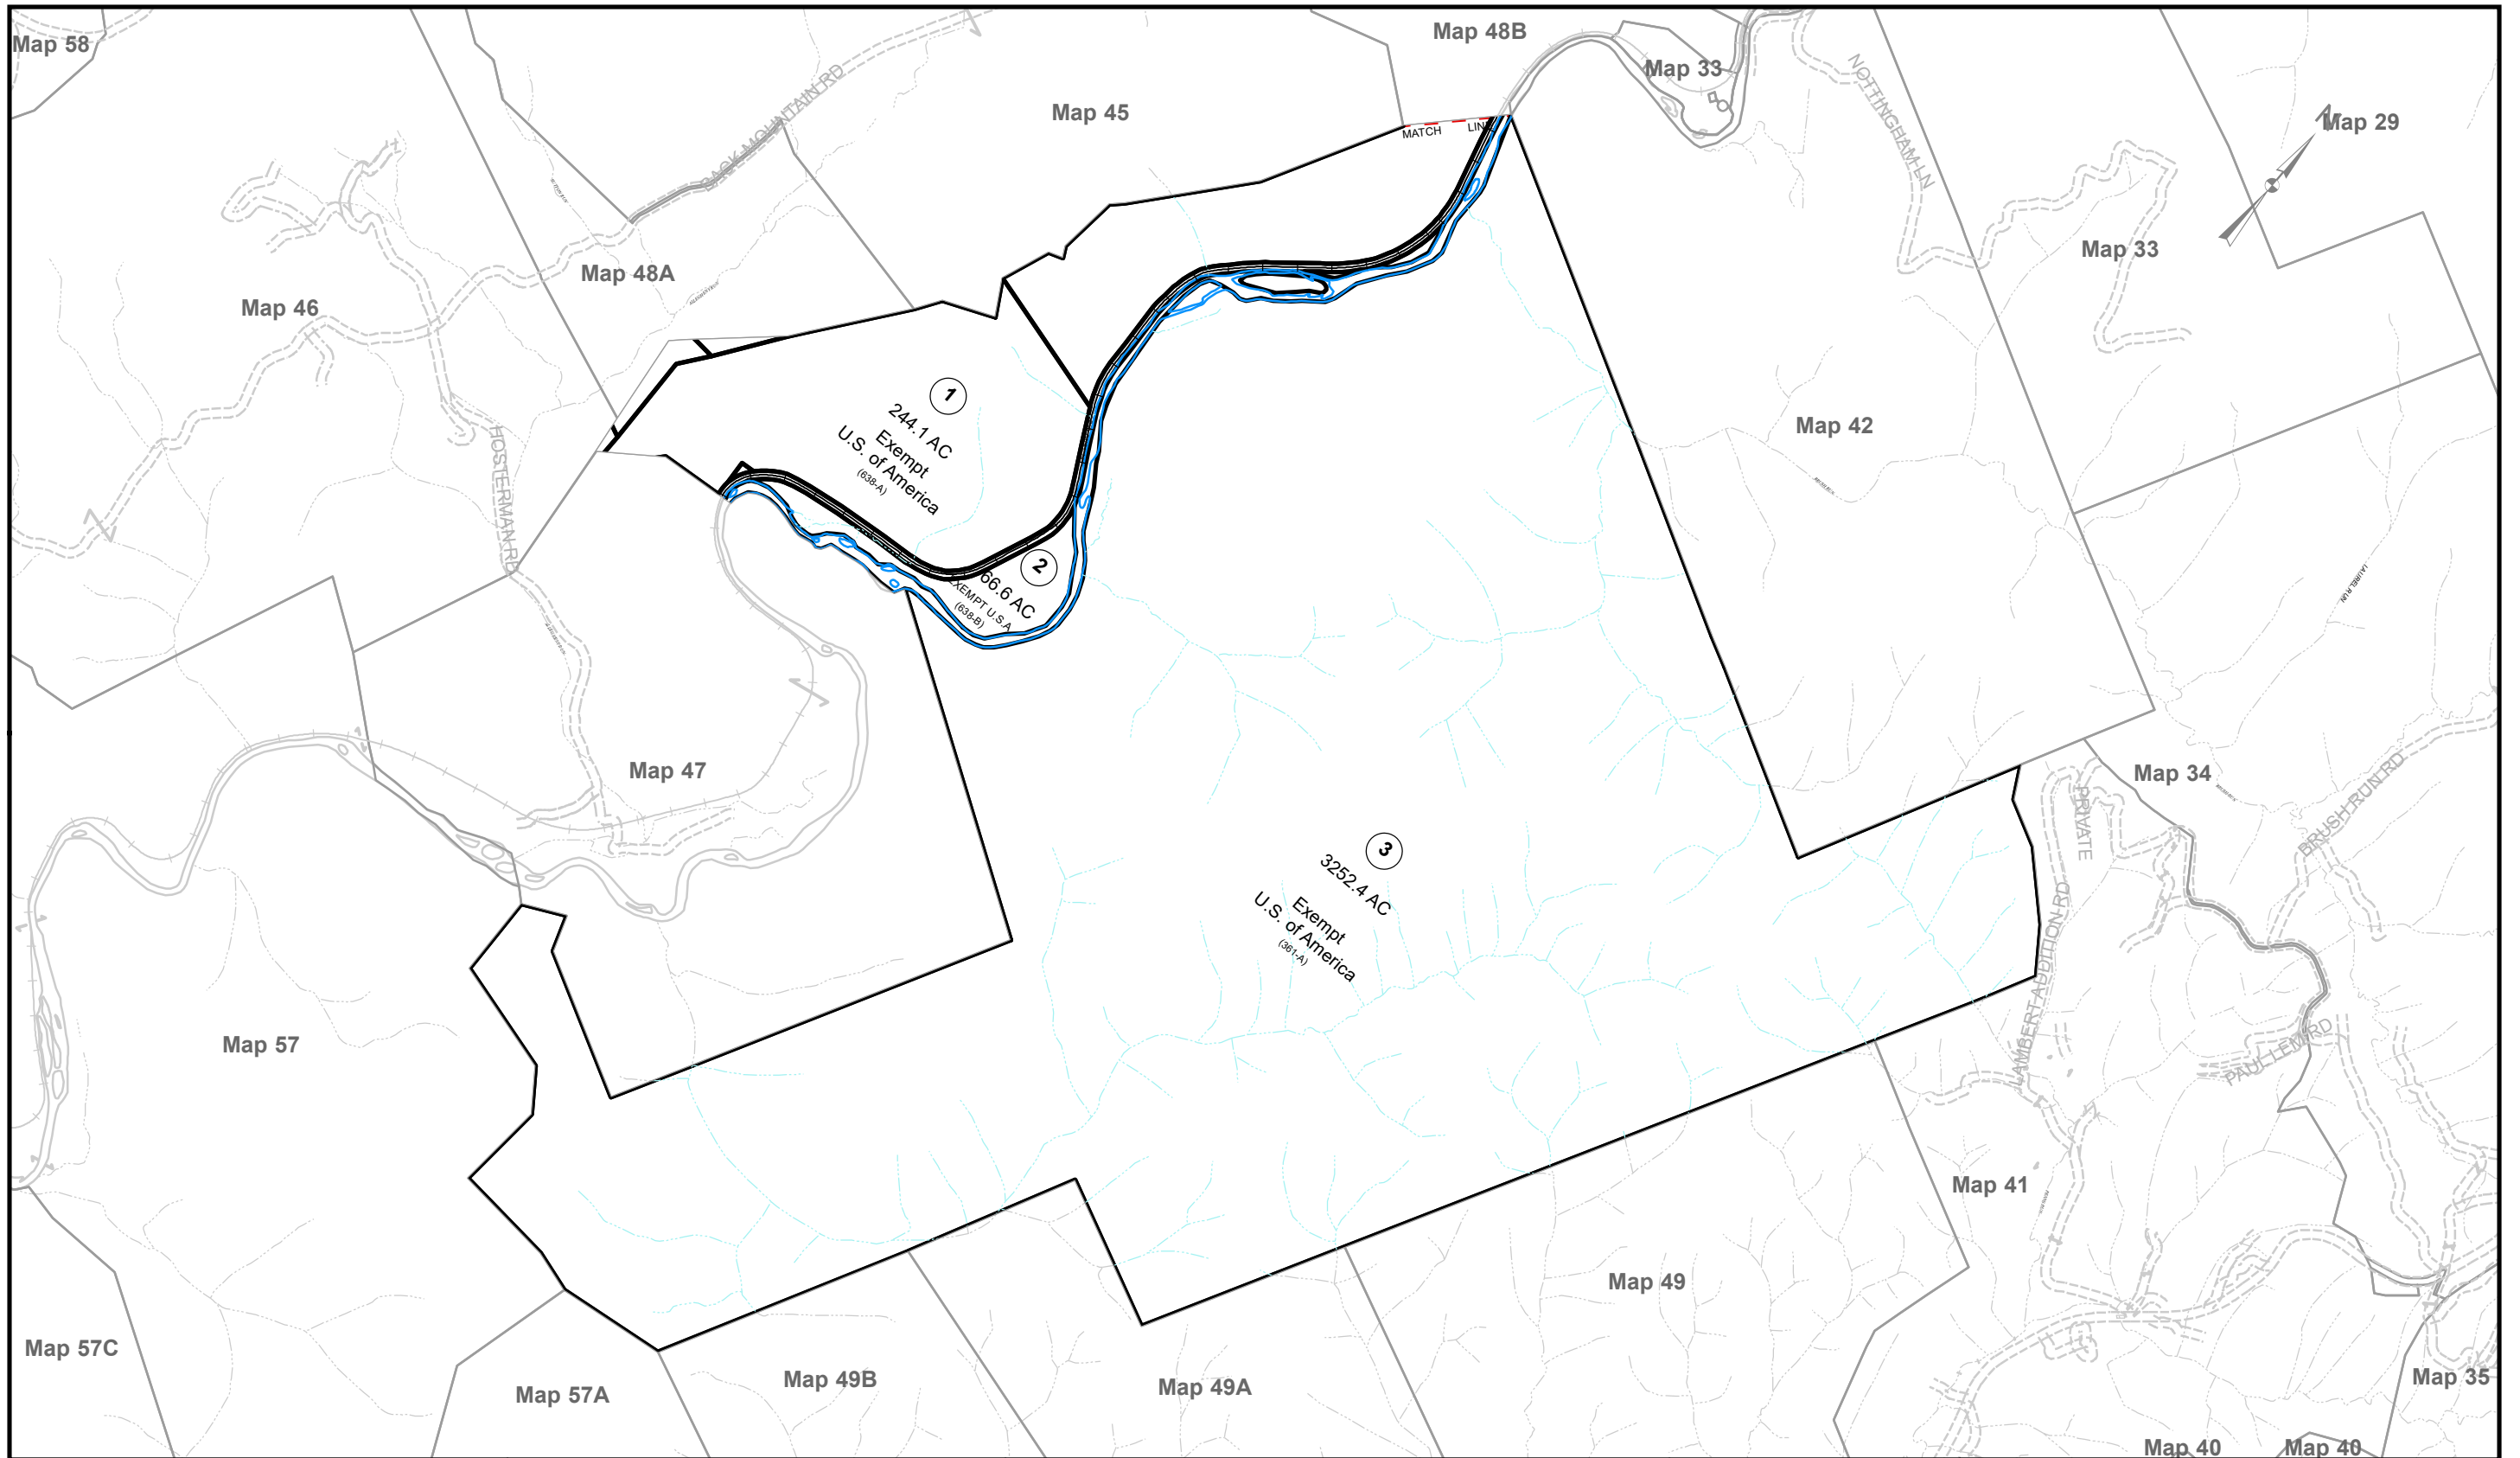 Map 58
Map 48B
Map 33
BACK MOUNTAIN RD
Map 45
NOTTINGHAM LN
Map 29
MATCH
LINE
Map 48A
Map 33
Map 46
1
244.1 AC
Exempt
U.S. of America
(638-A)
Map 42
HOSTERMAN RD
2
66.6 AC
EXEMPT U.S.A
(638-B)
LAUREL RUN
Map 47
Map 34
PRIVATE
BRUSH RUN RD
3
3252.4 AC
Exempt
U.S. of America
(361-A)
LAMBERT ADDITION RD
Map 57
PAUL LEM RD
Map 41
Map 49
Map 57C
Map 57A
Map 49B
Map 49A
Map 35
Map 40
Map 40